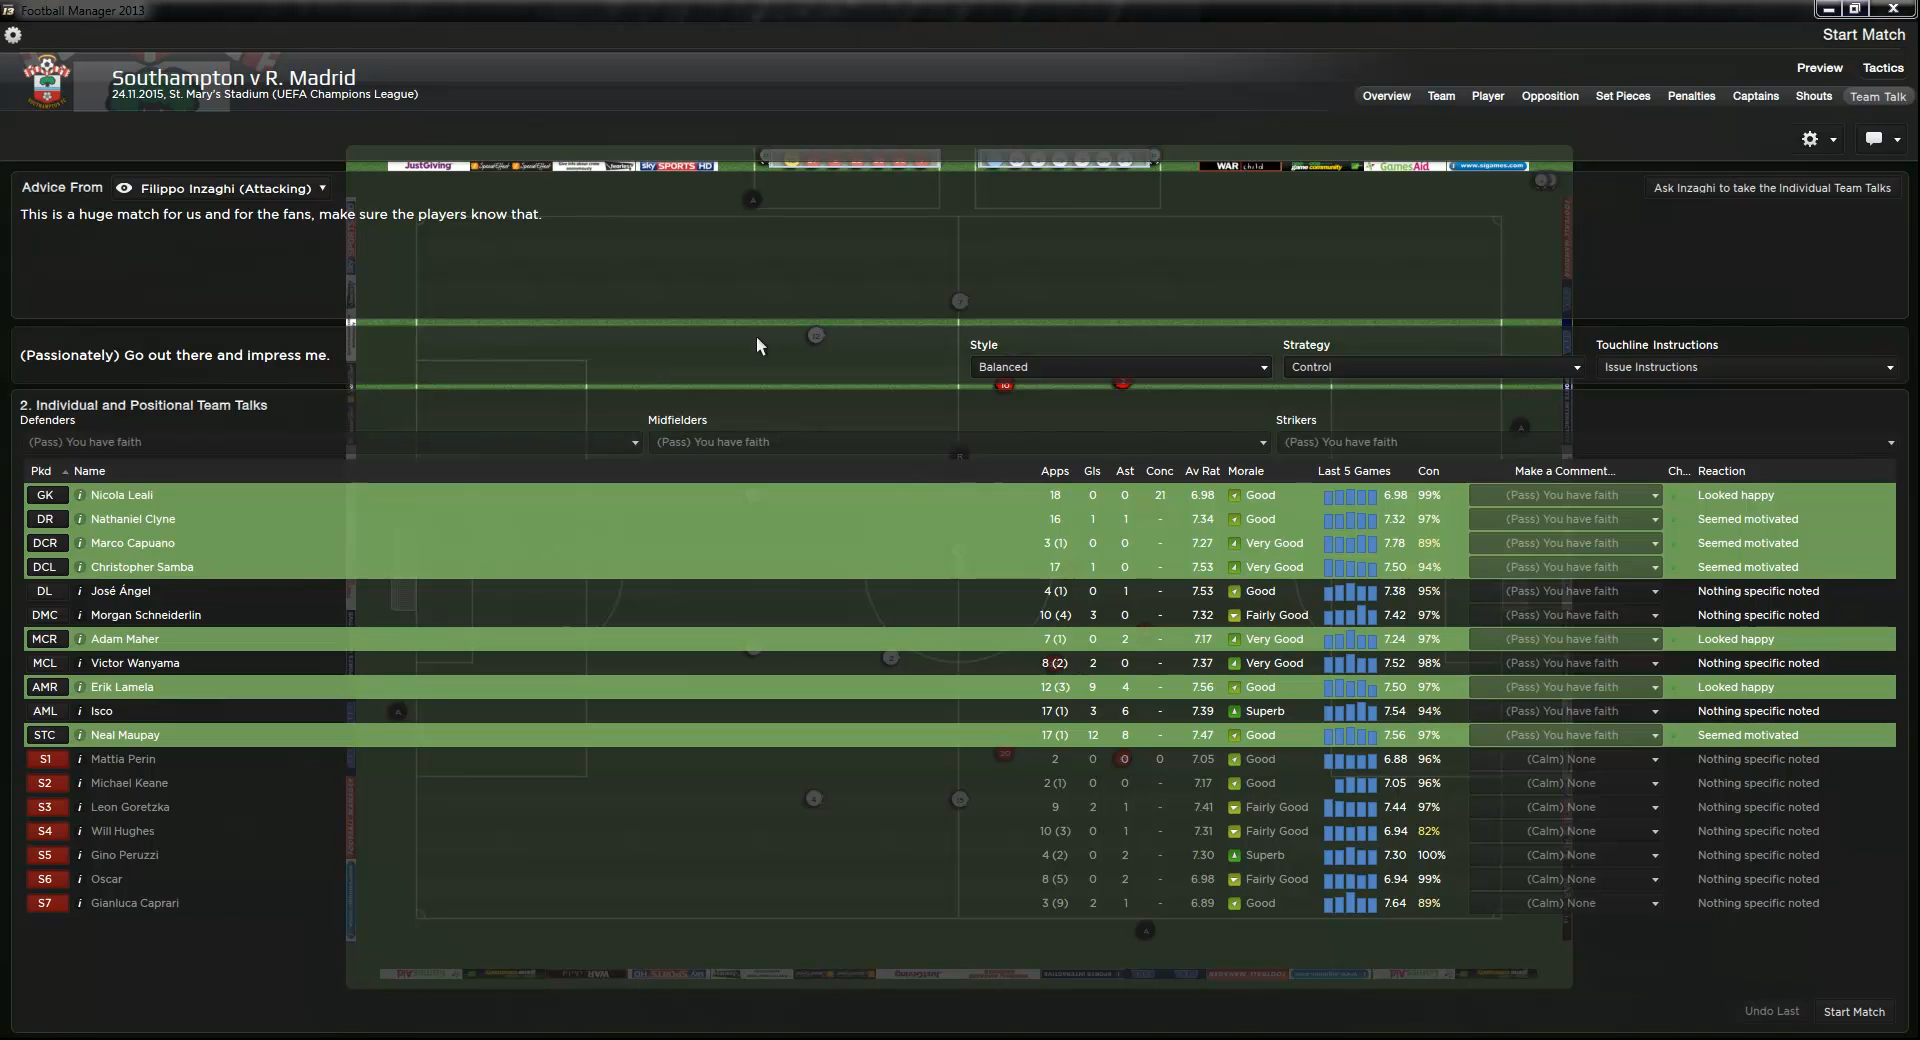 Football Manager 2013
Start Match
Southampton v R. Madrid
24.11.2015, St. Mary's Stadium (UEFA Champions League)
Preview Tactics
Overview Team Player Opposition Set Pieces Penalties Captains Shouts Team Talk
JustGiving sky SPORTS HD WAR child GamesAid www.sigames.com
Advice From Filippo Inzaghi (Attacking) Ask Inzaghi to take the Individual Team Talks
This is a huge match for us and for the fans, make sure the players know that.
Style Strategy Touchline Instructions
(Passionately) Go out there and impress me.
Balanced Control Issue Instructions
2. Individual and Positional Team Talks
Defenders Midfielders Strikers
(Pass) You have faith (Pass) You have faith (Pass) You have faith
Pkd Name Apps Gls Ast Conc Av Rat Morale Last 5 Games Con Make a Comment... Ch... Reaction
GK i Nicola Leali 18 0 0 21 6.98 Good 6.98 99% (Pass) You have faith Looked happy
DR i Nathaniel Clyne 16 1 1 - 7.34 Good 7.32 97% (Pass) You have faith Seemed motivated
DCR i Marco Capuano 3 (1) 0 0 - 7.27 Very Good 7.78 89% (Pass) You have faith Seemed motivated
DCL i Christopher Samba 17 1 0 - 7.53 Very Good 7.50 94% (Pass) You have faith Seemed motivated
DL i José Ángel 4 (1) 0 1 - 7.53 Good 7.38 95% (Pass) You have faith Nothing specific noted
DMC i Morgan Schneiderlin 10 (4) 3 0 - 7.32 Fairly Good 7.42 97% (Pass) You have faith Nothing specific noted
MCR i Adam Maher 7 (1) 0 2 - 7.17 Very Good 7.24 97% (Pass) You have faith Looked happy
MCL i Victor Wanyama 8 (2) 2 0 - 7.37 Very Good 7.52 98% (Pass) You have faith Nothing specific noted
AMR i Erik Lamela 12 (3) 9 4 - 7.56 Good 7.50 97% (Pass) You have faith Looked happy
AML i Isco 17 (1) 3 6 - 7.39 Superb 7.54 94% (Pass) You have faith Nothing specific noted
STC i Neal Maupay 17 (1) 12 8 - 7.47 Good 7.56 97% (Pass) You have faith Seemed motivated
S1 i Mattia Perin 2 0 0 0 7.05 Good 6.88 96% (Calm) None Nothing specific noted
S2 i Michael Keane 2 (1) 0 0 - 7.17 Good 7.05 96% (Calm) None Nothing specific noted
S3 i Leon Goretzka 9 2 1 - 7.41 Fairly Good 7.44 97% (Calm) None Nothing specific noted
S4 i Will Hughes 10 (3) 0 1 - 7.31 Fairly Good 6.94 82% (Calm) None Nothing specific noted
S5 i Gino Peruzzi 4 (2) 0 2 - 7.30 Superb 7.30 100% (Calm) None Nothing specific noted
S6 i Oscar 8 (5) 0 2 - 6.98 Fairly Good 6.94 99% (Calm) None Nothing specific noted
S7 i Gianluca Caprari 3 (9) 2 1 - 6.89 Good 7.64 89% (Calm) None Nothing specific noted
Undo Last Start Match